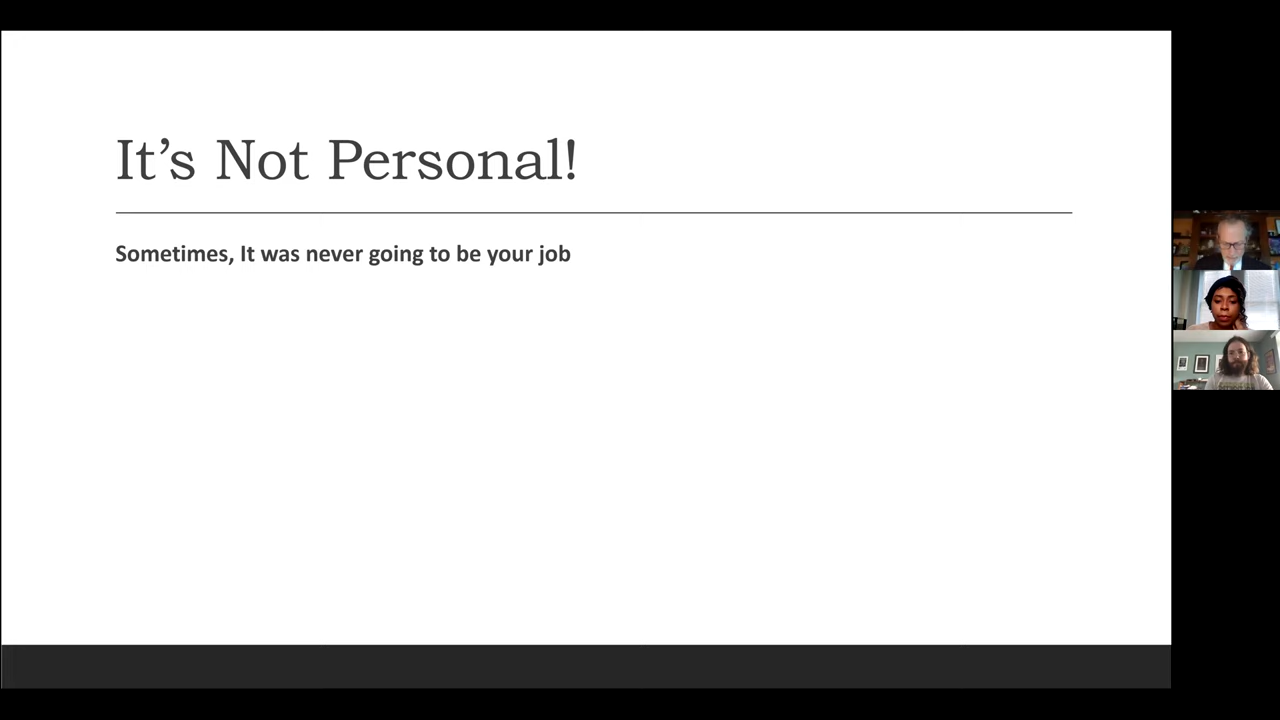 It’s Not Personal!
Sometimes, It was never going to be your job